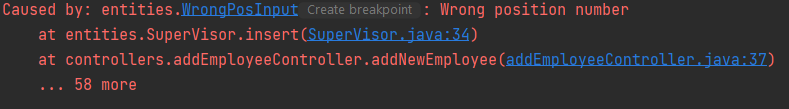 Caused by: entities.WrongPosInput Create breakpoint : Wrong position number
at entities.SuperVisor.insert(SuperVisor.java:34)
at controllers.addEmployeeController.addNewEmployee(addEmployeeController.java:37)
... 58 more